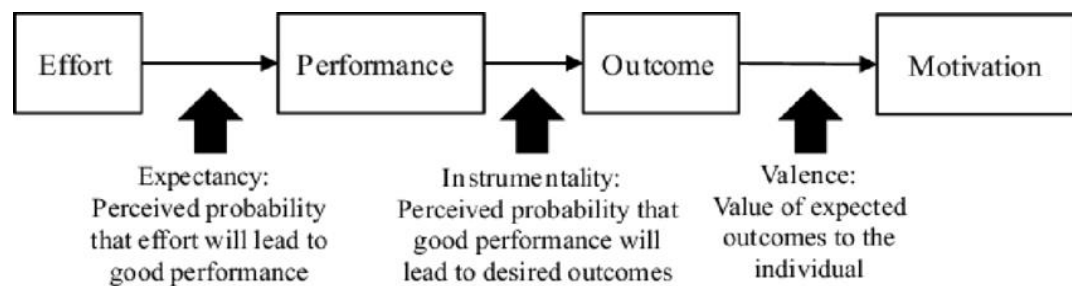 Effort
Performance
Outcome
Motivation
Expectancy:
Perceived probability
that effort will lead to
good performance
Instrumentality:
Perceived probability that
good performance will
lead to desired outcomes
Valence:
Value of expected
outcomes to the
individual